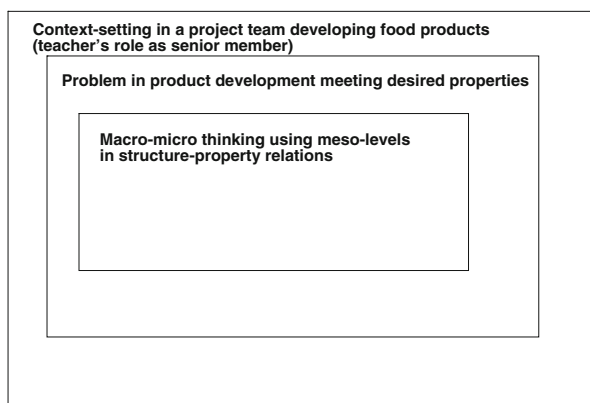 Context-setting in a project team developing food products
(teacher's role as senior member)
Problem in product development meeting desired properties
Macro-micro thinking using meso-levels
in structure-property relations